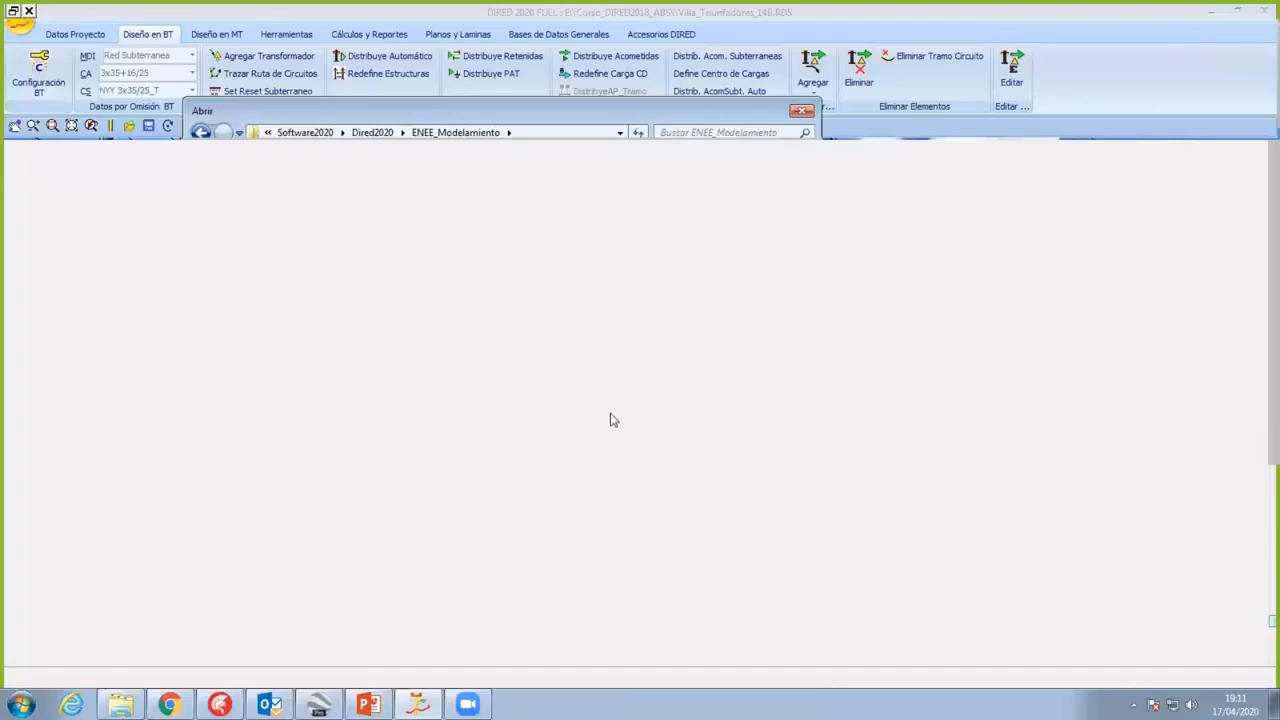 DIRED 2020 FULL : E:\Corso_DIRED2018_ABS\Villa_Triunfadores_14B.RDS
Datos Proyecto Diseño en BT Diseño en MT Herramientas Cálculos y Reportes Planos y Laminas Bases de Datos Generales Accesorios DIRED
MDI Red Subterranea Agregar Transformador Distribuye Automático Distribuye Retenidas Distribuye Acometidas Distrib. Acom. Subterraneas Eliminar Tramo Circuito
CA 3x35+16/25 Trazar Ruta de Circuitos Redefine Estructuras Distribuye PAT Redefine Carga CD Define Centro de Cargas
Configuración BT Agregar Eliminar Editar
CS NYY 3x35/25_T Set Reset Subterraneo DistribyeAP_Tramo Distrib. AcomSubt. Auto
Datos por Omisión BT ... Eliminar Elementos Editar ...
Abrir
« Software2020 Dired2020 ENEE_Modelamiento Buscar ENEE_Modelamiento
19:11
17/04/2020